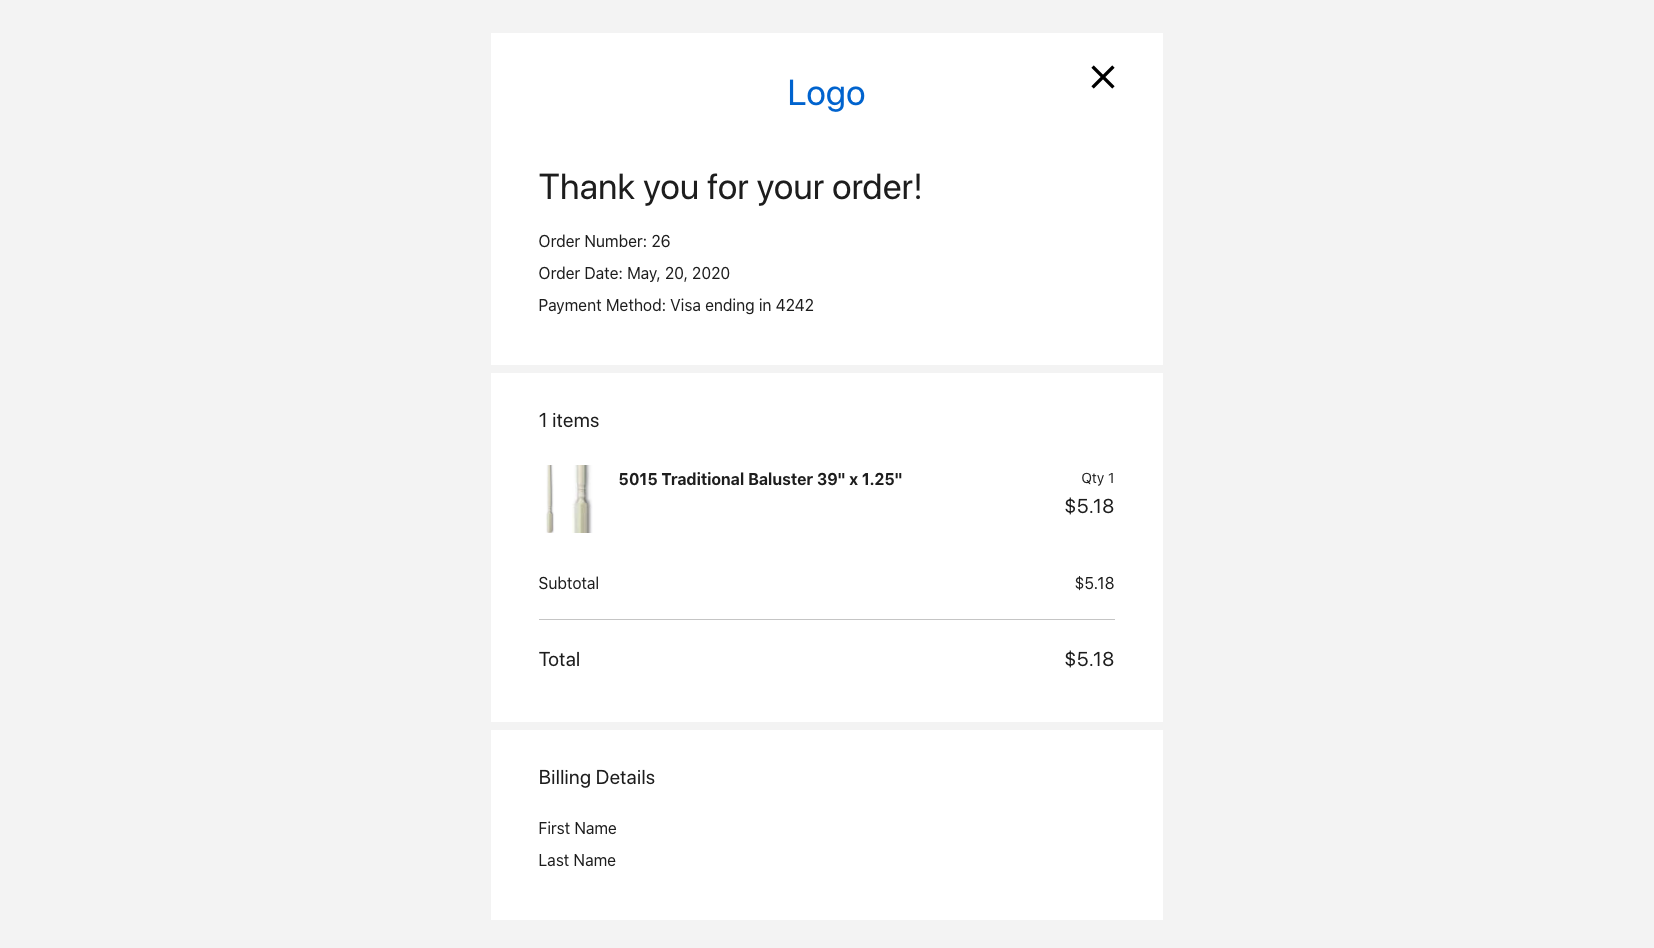 Logo
Thank you for your order!
Order Number: 26
Order Date: May, 20, 2020
Payment Method: Visa ending in 4242
1 items
5015 Traditional Baluster 39" x 1.25"
Qty 1
$5.18
Subtotal $5.18
Total $5.18
Billing Details
First Name
Last Name